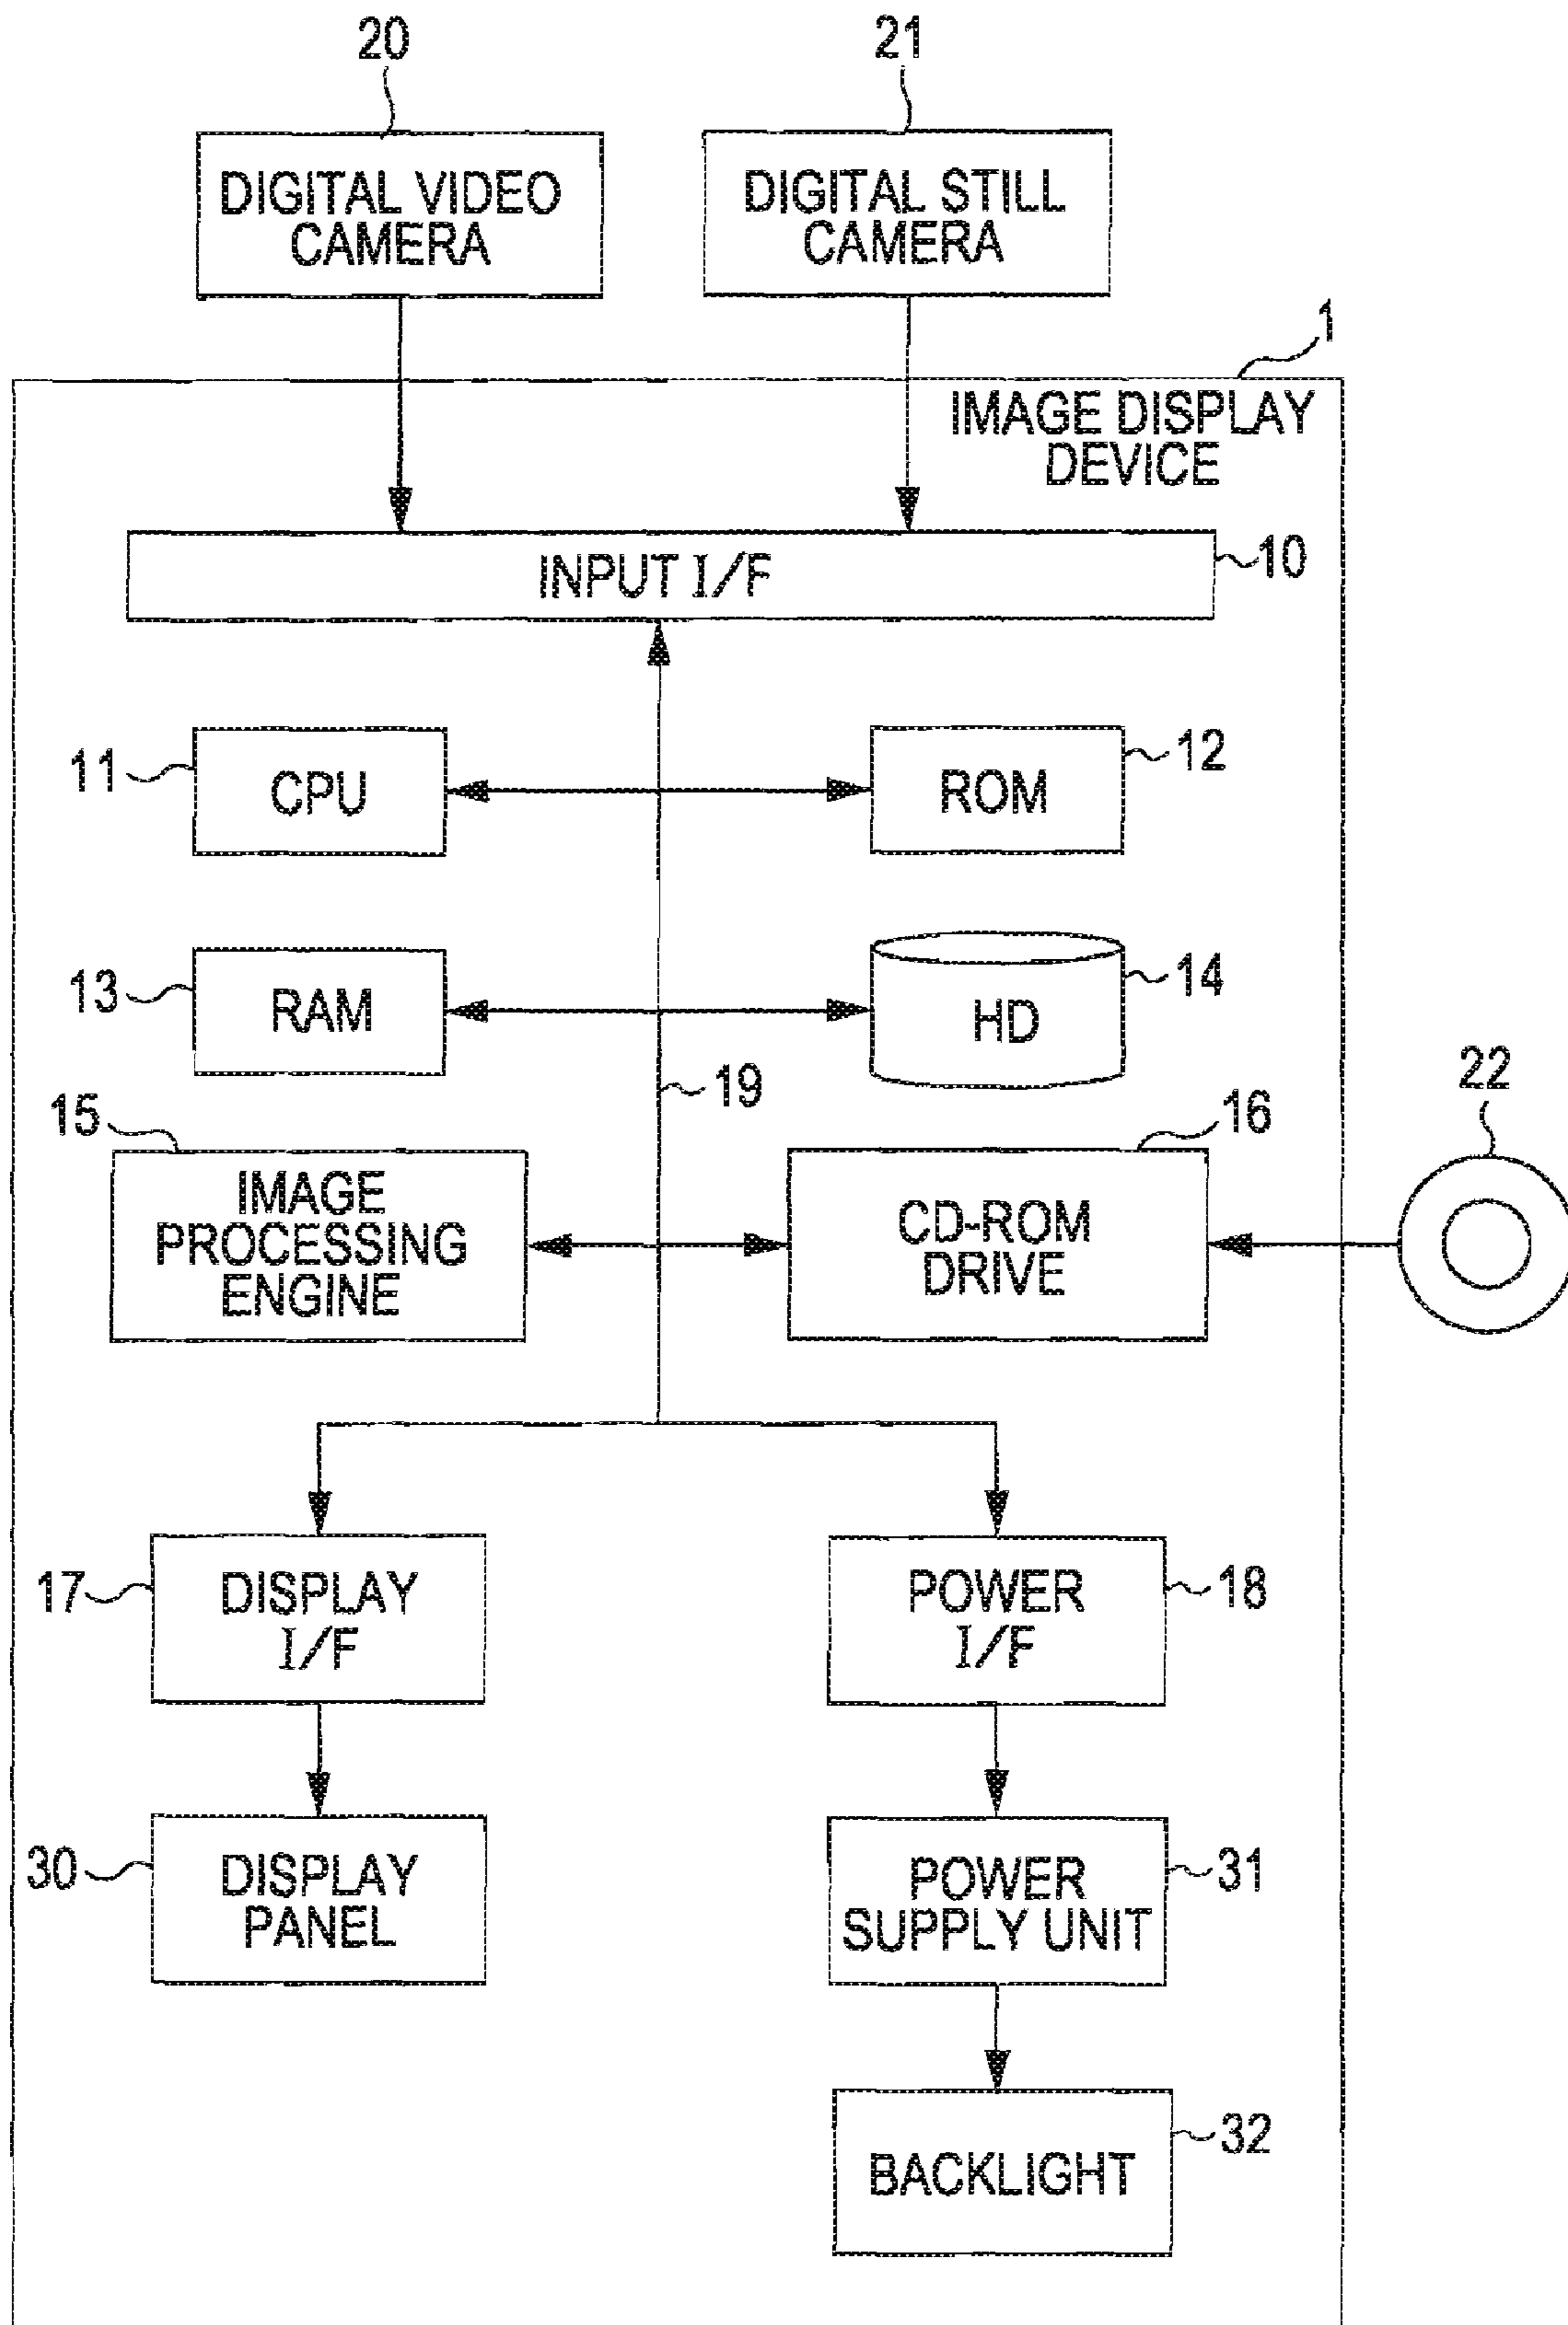 20
21
DIGITAL VIDEO
CAMERA
DIGITAL STILL
CAMERA
1
IMAGE DISPLAY
DEVICE
INPUT I/F
10
11
CPU
ROM
12
13
RAM
HD
14
19
22
15
IMAGE
PROCESSING
ENGINE
16
CD-ROM
DRIVE
17
DISPLAY
I/F
POWER
I/F
18
30
DISPLAY
PANEL
POWER
SUPPLY UNIT
31
BACKLIGHT
32